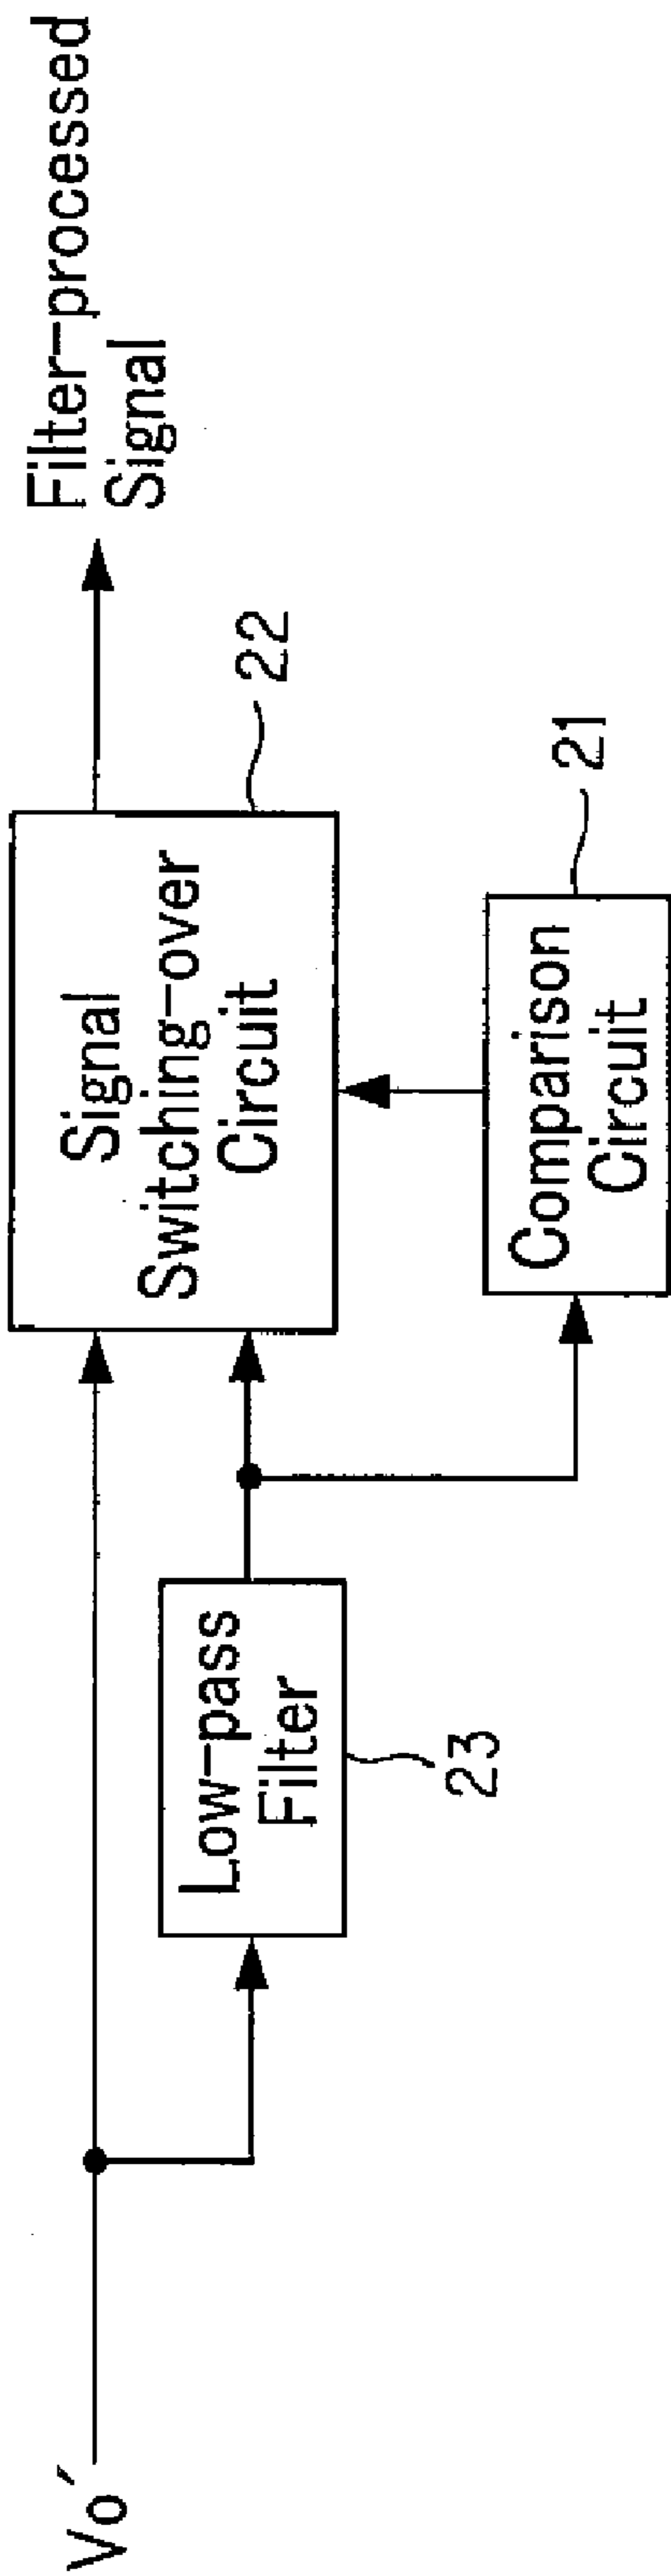 Vo´
Low-pass
Filter
23
Signal
Switching-over
Circuit
22
Comparison
Circuit
21
Filter-processed
Signal